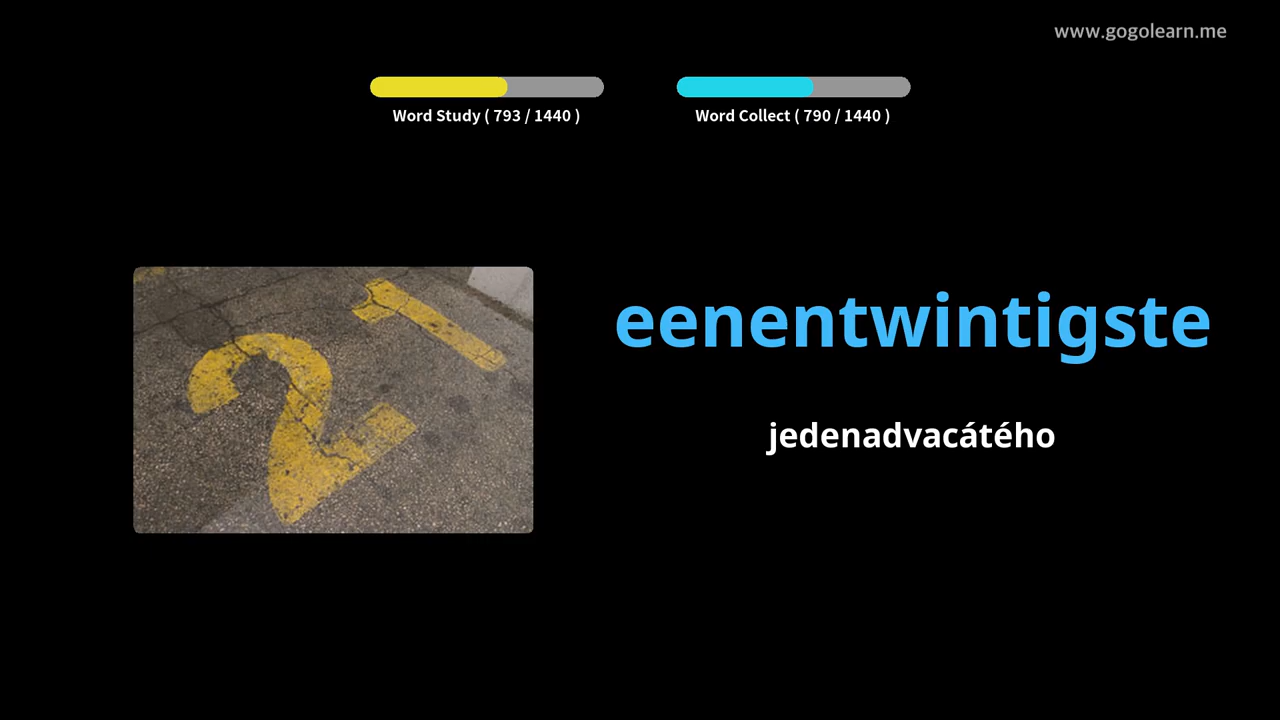 www.gogolearn.me
Word Study ( 793 / 1440 )
Word Collect ( 790 / 1440 )
21
eenentwintigste
jedenadvacátého